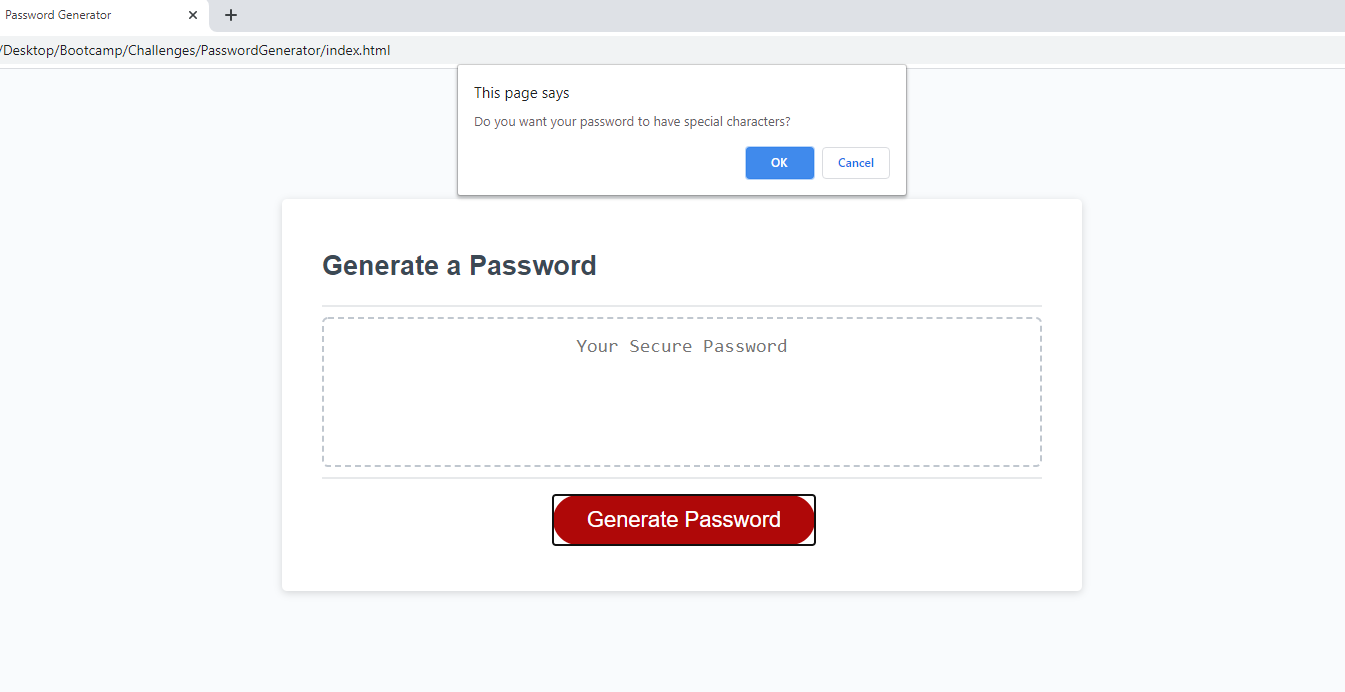 Password Generator
/Desktop/Bootcamp/Challenges/PasswordGenerator/index.html
This page says
Do you want your password to have special characters?
OK Cancel
Generate a Password
Your Secure Password
Generate Password